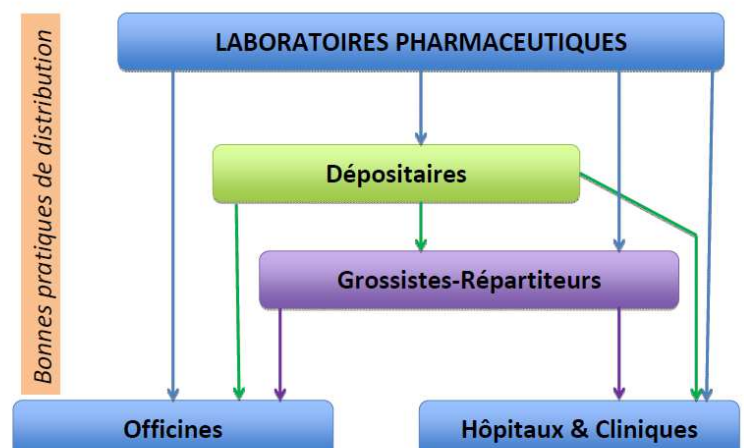 Bonnes pratiques de distribution
LABORATOIRES PHARMACEUTIQUES
Dépositaires
Grossistes-Répartiteurs
Officines
Hôpitaux & Cliniques